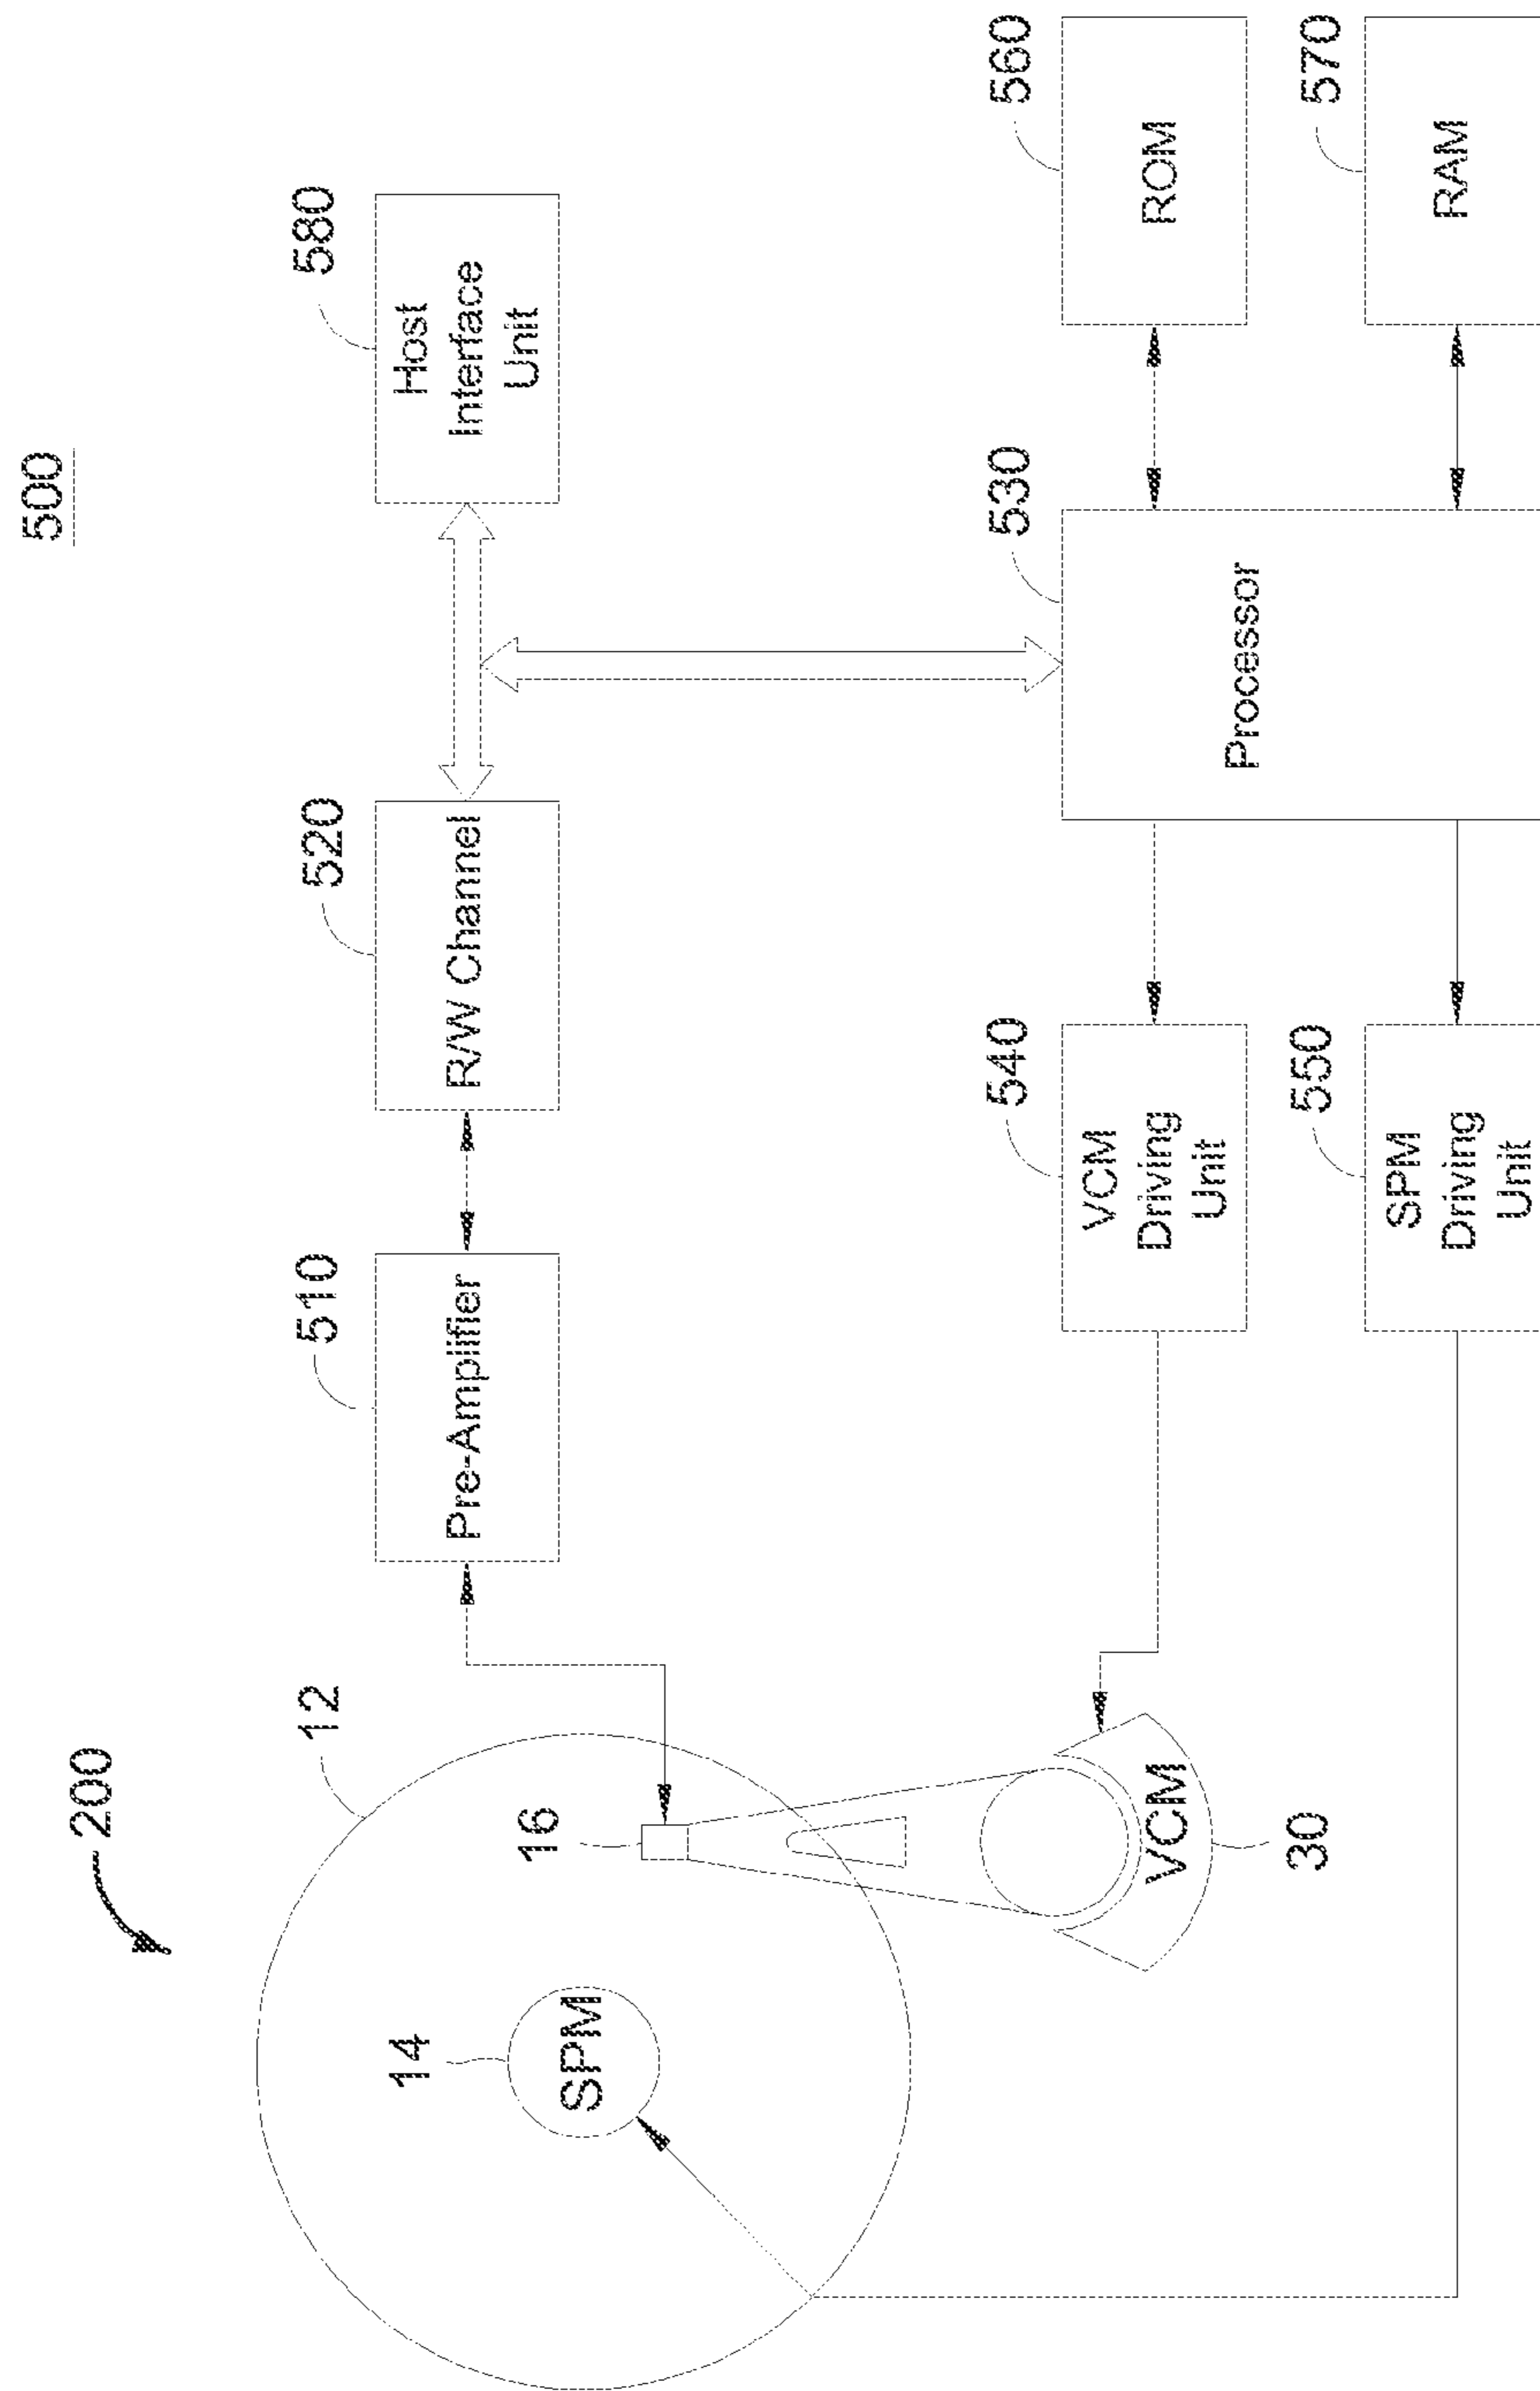 500
200
12
14
SPM
16
VCM
30
510
Pre-Amplifier
520
R/W Channel
580
Host
Interface
Unit
530
Processor
540
VCM
Driving
Unit
550
SPM
Driving
Unit
560
ROM
570
RAM